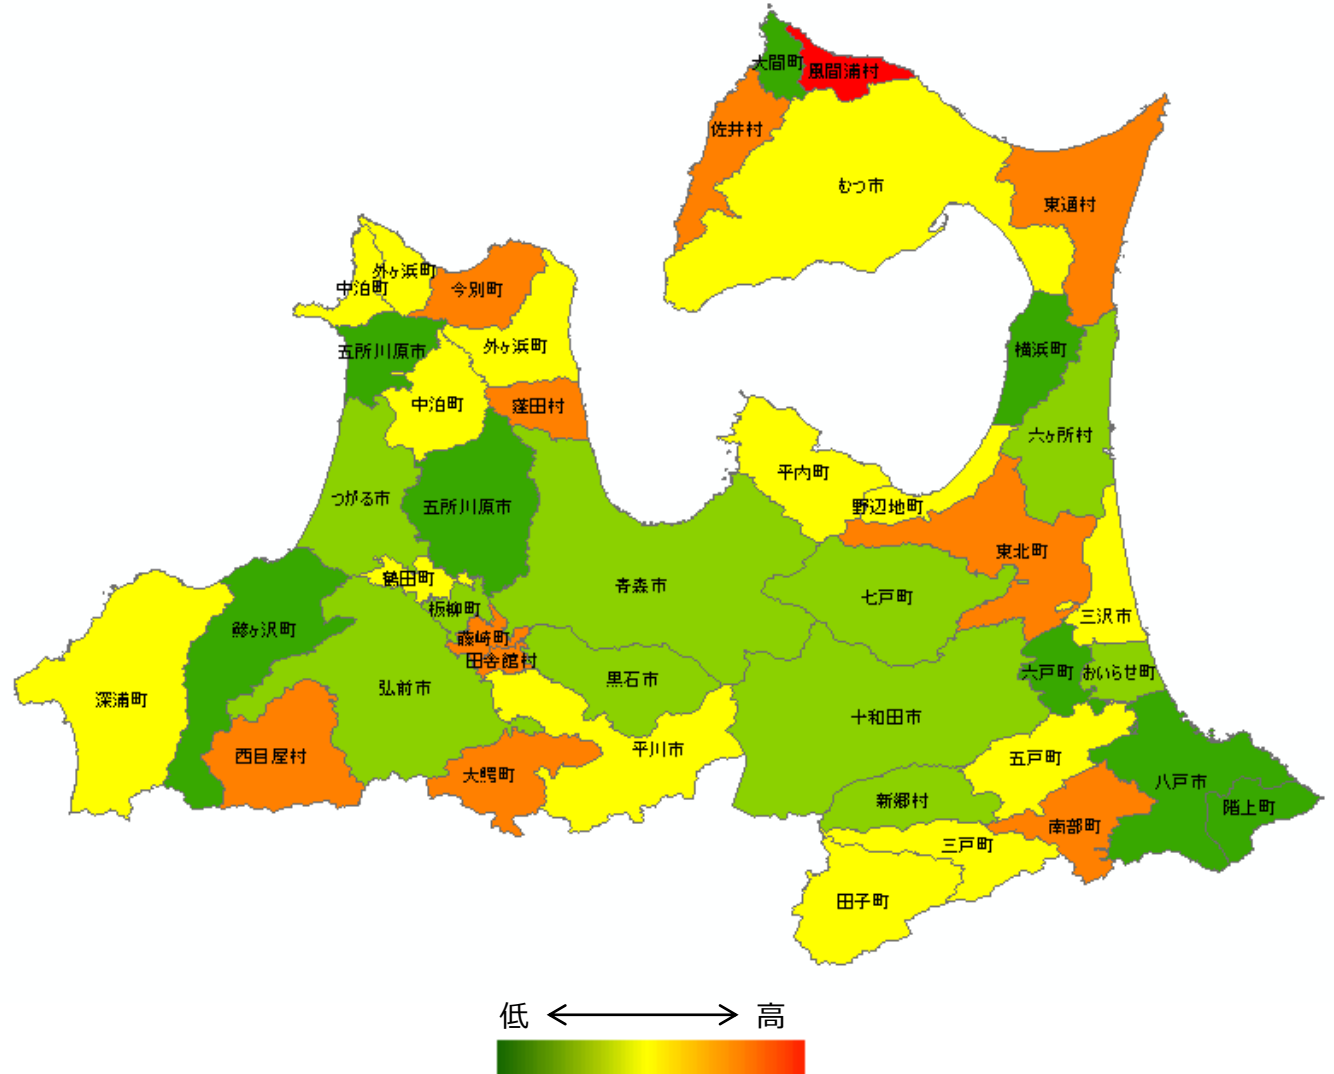 大間町
風間浦村
佐井村
むつ市
東通村
外ヶ浜町
中泊町
今別町
五所川原市
外ヶ浜町
横浜町
中泊町
蓬田村
六ヶ所村
平内町
つがる市
五所川原市
野辺地町
東北町
鶴田町
青森市
七戸町
板柳町
三沢市
鰺ヶ沢町
藤崎町
田舎館村
六戸町
おいらせ町
黒石市
弘前市
深浦町
十和田市
平川市
西目屋村
五戸町
大鰐町
八戸市
新郷村
階上町
南部町
三戸町
田子町
低 高